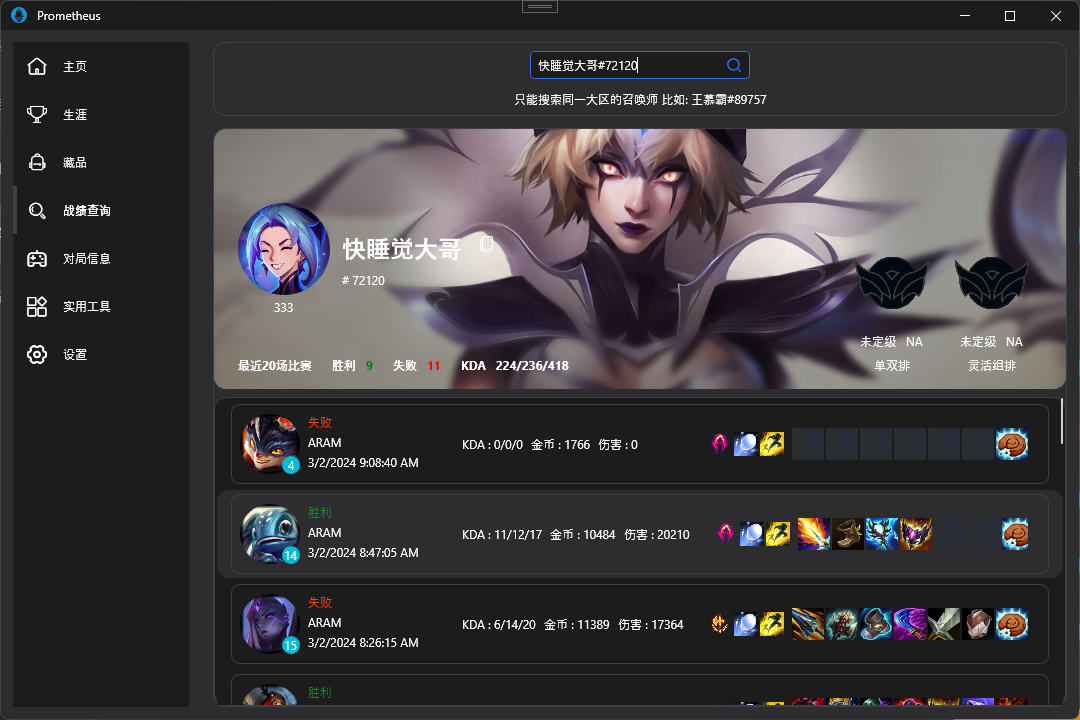 Prometheus
主页
生涯
藏品
战绩查询
对局信息
实用工具
设置
快睡觉大哥#72120
只能搜索同一大区的召唤师 比如: 王慕霸#89757
快睡觉大哥
# 72120
333
未定级 NA
单双排
未定级 NA
灵活组排
最近20场比赛 胜利 9 失败 11 KDA 224/236/418
失败
ARAM
3/2/2024 9:08:40 AM
4
KDA : 0/0/0 金币 : 1766 伤害 : 0
胜利
ARAM
3/2/2024 8:47:05 AM
14
KDA : 11/12/17 金币 : 10484 伤害 : 20210
失败
ARAM
3/2/2024 8:26:15 AM
15
KDA : 6/14/20 金币 : 11389 伤害 : 17364
胜利